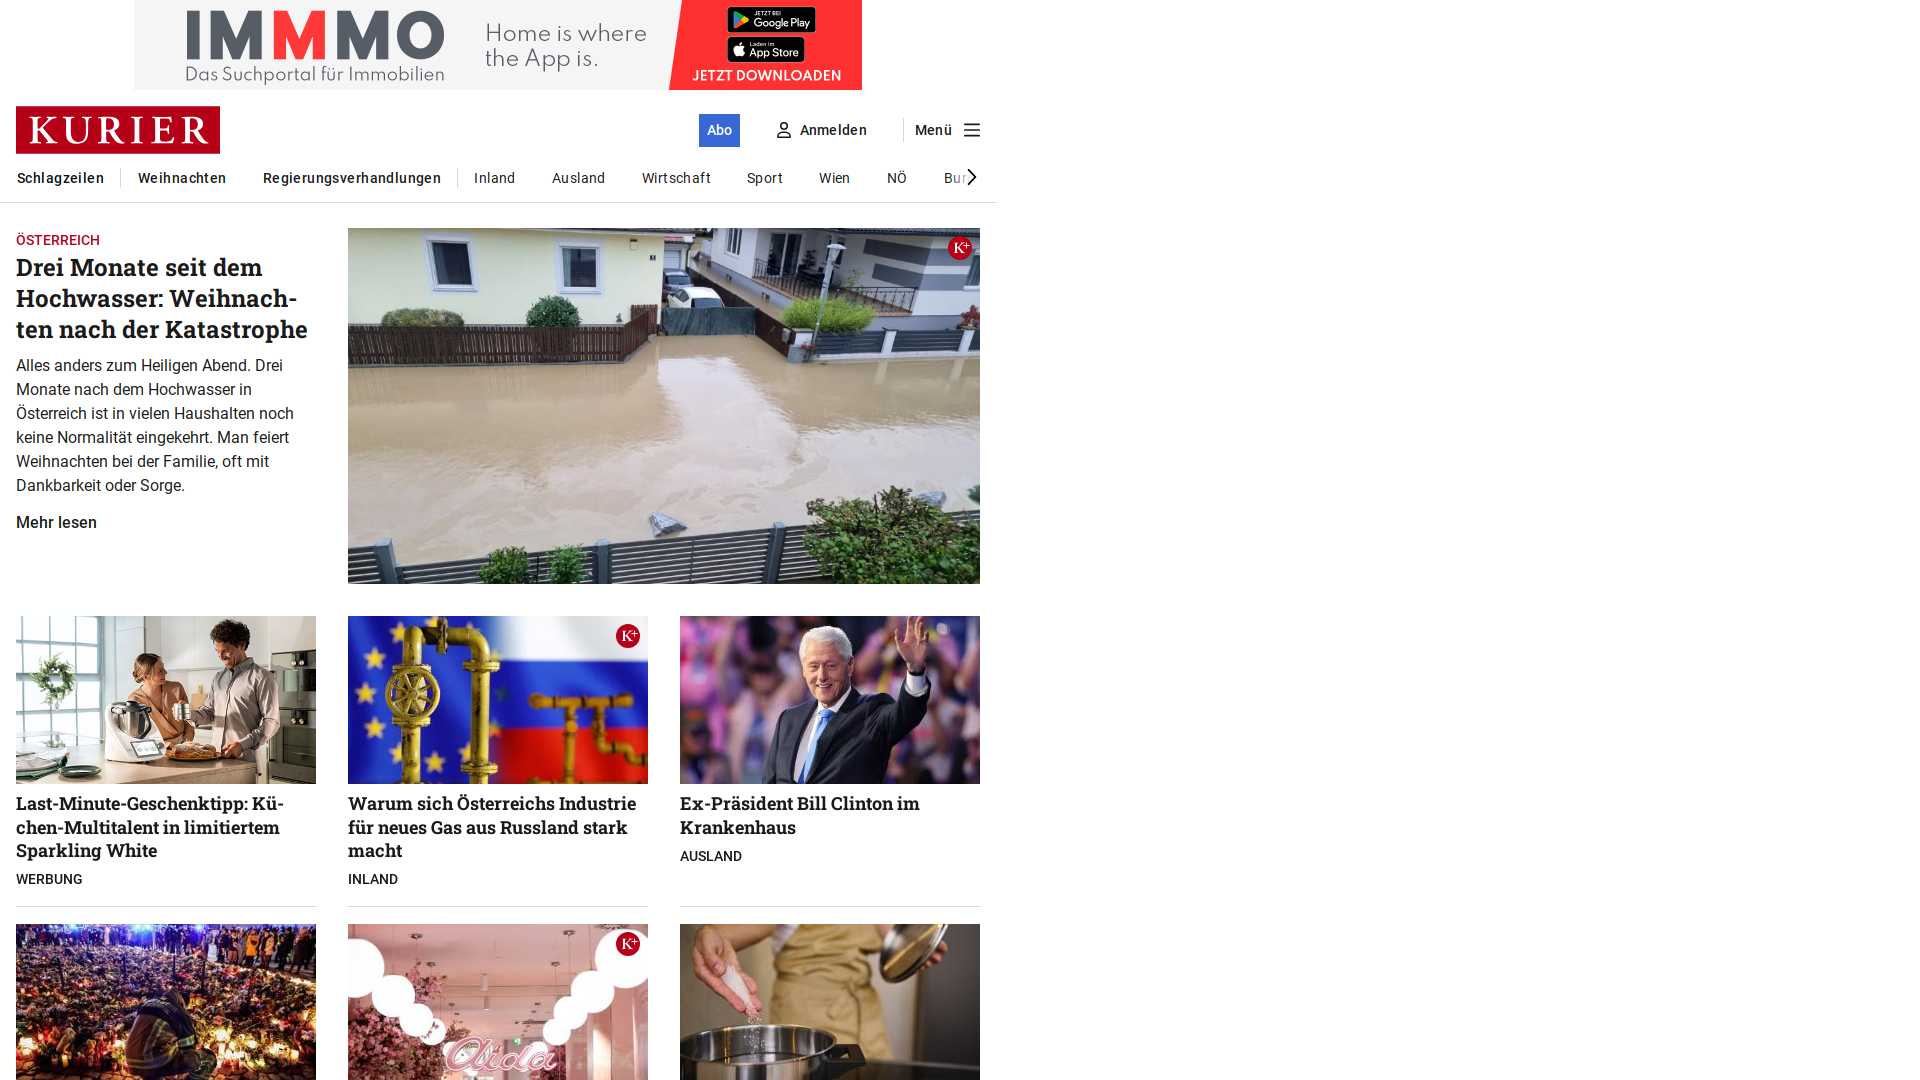 IMMMO
Das Suchportal für Immobilien
Home is where
the App is.
JETZT BEI
Google Play
Laden im
App Store
JETZT DOWNLOADEN
KURIER
Abo
Anmelden
Menü
Schlagzeilen
Weihnachten
Regierungsverhandlungen
Inland
Ausland
Wirtschaft
Sport
Wien
NÖ
Bur
ÖSTERREICH
Drei Monate seit dem
Hochwasser: Weihnach-
ten nach der Katastrophe
Alles anders zum Heiligen Abend. Drei
Monate nach dem Hochwasser in
Österreich ist in vielen Haushalten noch
keine Normalität eingekehrt. Man feiert
Weihnachten bei der Familie, oft mit
Dankbarkeit oder Sorge.
Mehr lesen
K+
K+
Last-Minute-Geschenktipp: Kü-
chen-Multitalent in limitiertem
Sparkling White
WERBUNG
Warum sich Österreichs Industrie
für neues Gas aus Russland stark
macht
INLAND
Ex-Präsident Bill Clinton im
Krankenhaus
AUSLAND
K+
Aida